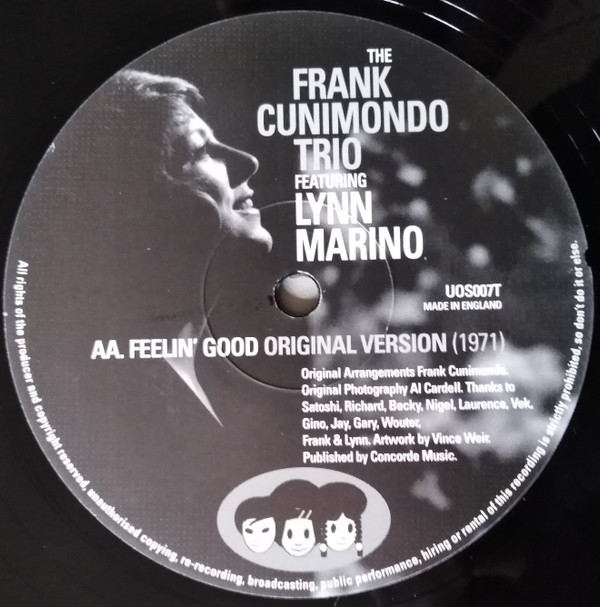 THE
FRANK
CUNIMONDO
TRIO
FEATURING
LYNN
MARINO
UOS007T
MADE IN ENGLAND
AA. FEELIN' GOOD ORIGINAL VERSION (1971)
Original Arrangements Frank Cunimondo.
Original Photography Al Cardell. Thanks to
Satoshi, Richard, Becky, Nigel, Laurence, Vek,
Gino, Jay, Gary, Wouter,
Frank & Lynn. Artwork by Vince Weir.
Published by Concorde Music.
All rights of the producer and copyright reserved, unauthorised copying, re-recording, broadcasting, public performance, hiring or rental of this recording is strictly prohibited, so don't do it or else.